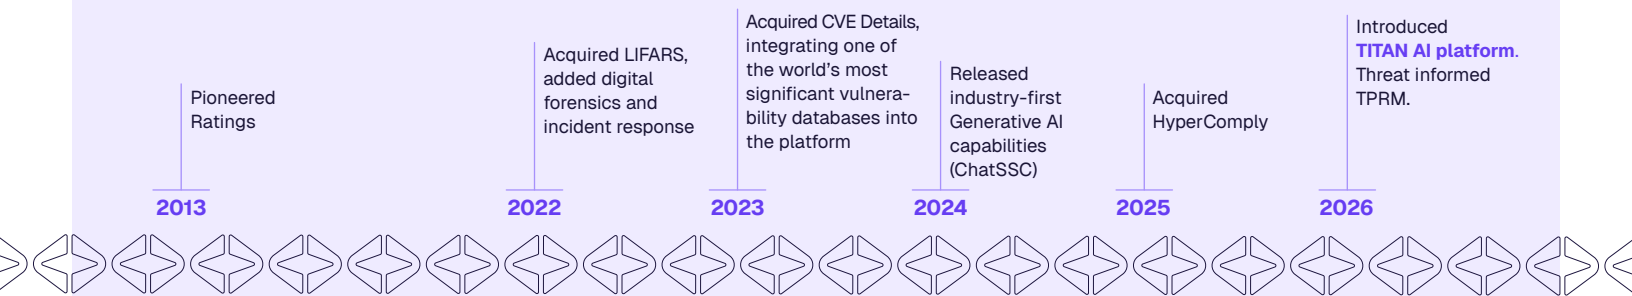 Pioneered
Ratings
2013
Acquired LIFARS,
added digital
forensics and
incident response
2022
Acquired CVE Details,
integrating one of
the world’s most
significant vulnera-
bility databases into
the platform
2023
Released
industry-first
Generative AI
capabilities
(ChatSSC)
2024
Acquired
HyperComply
2025
Introduced
TITAN AI platform.
Threat informed
TPRM.
2026